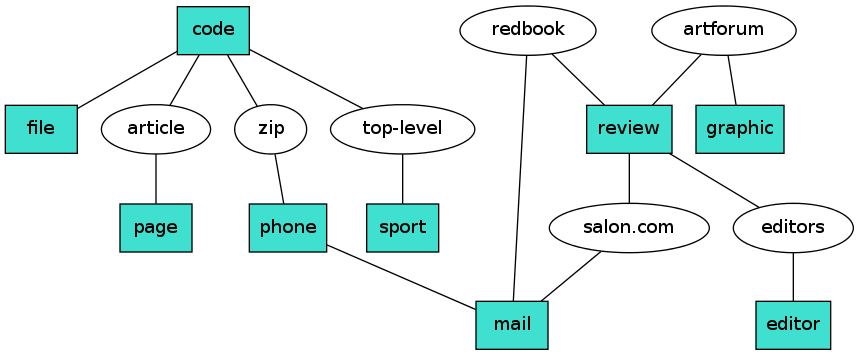 code
redbook
artforum
file
article
zip
top-level
review
graphic
page
phone
sport
salon.com
editors
mail
editor